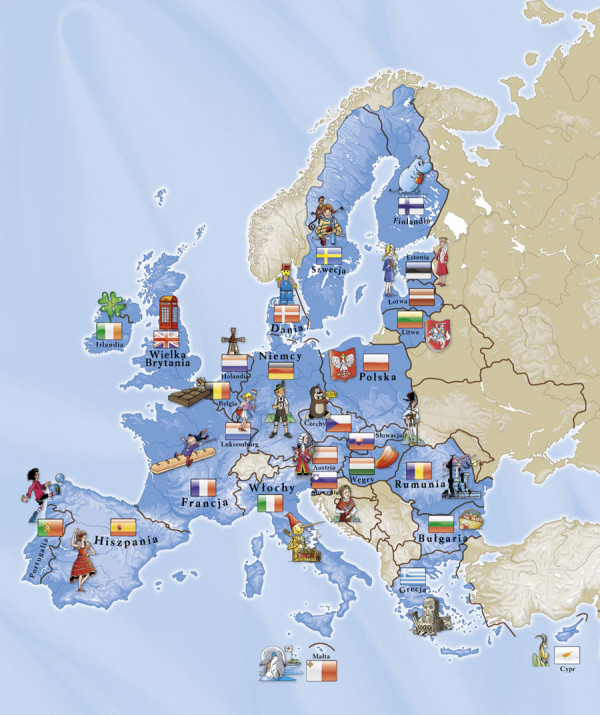 Finlandia
Szwecja
Estonia
Łotwa
Litwa
Dania
Irlandia
Wielka
Brytania
Holandia
Niemcy
Polska
Belgia
Luksemburg
Czechy
Słowacja
Austria
Węgry
Rumunia
Francja
Włochy
Portugalia
Hiszpania
Bułgaria
Grecja
Malta
Cypr